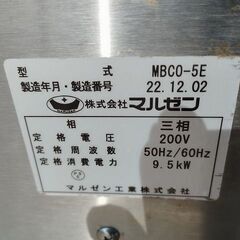 型式 MBCO-5E
製造年月・製造番号 22.12.02
株式会社 マルゼン
相 三相
定格電圧 200V
定格周波数 50Hz/60Hz
定格消費電力 9.5kW
マルゼン工業株式会社